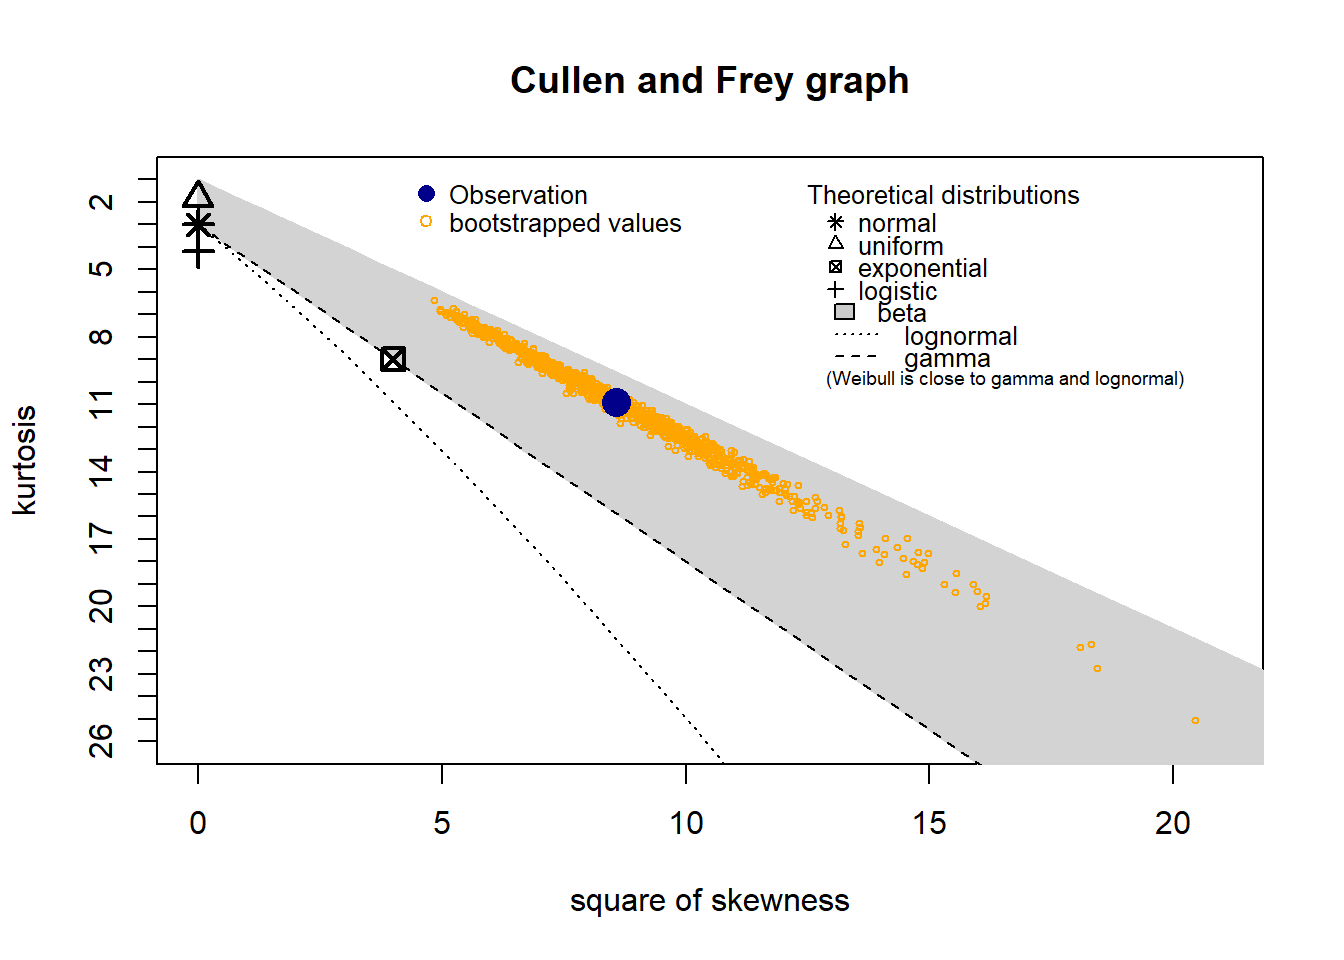 Cullen and Frey graph
Observation
bootstrapped values
Theoretical distributions
normal
uniform
exponential
logistic
beta
lognormal
gamma
(Weibull is close to gamma and lognormal)
kurtosis
2
5
8
11
14
17
20
23
26
0 5 10 15 20
square of skewness